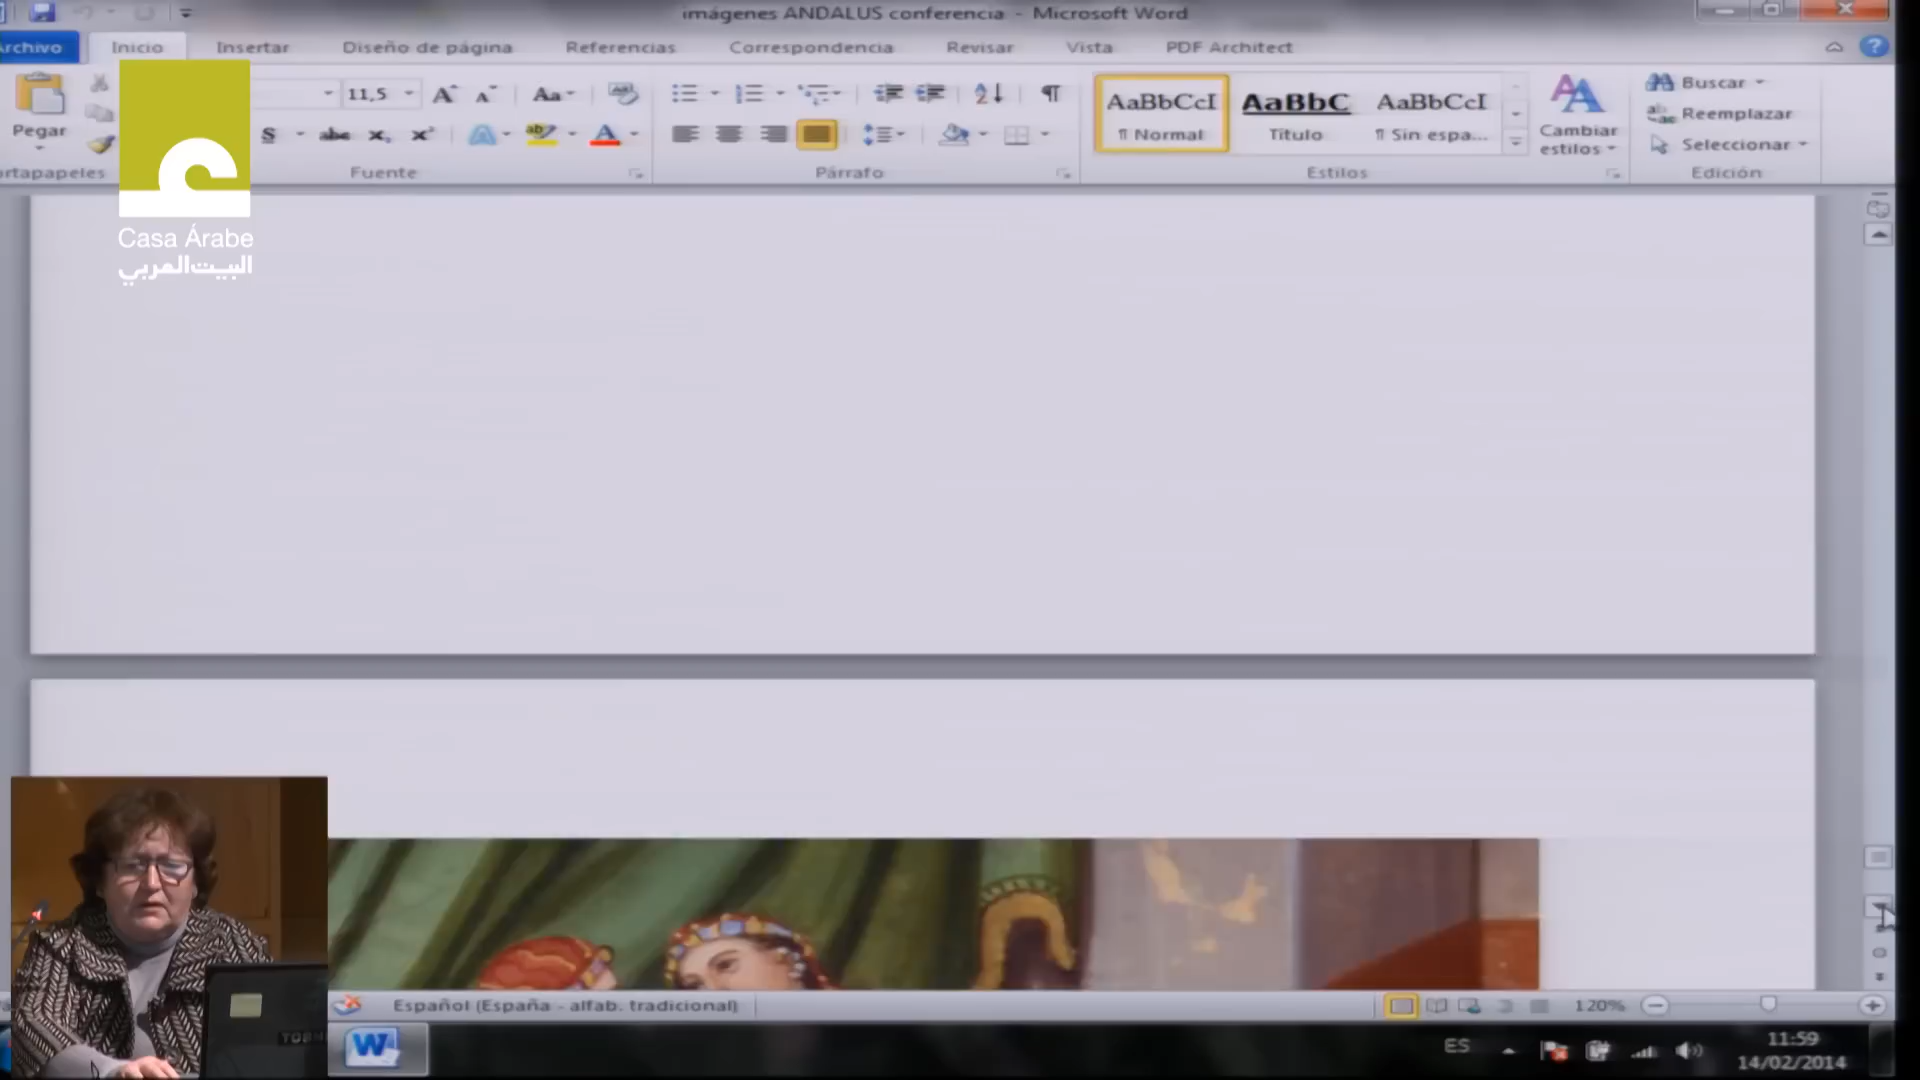 imágenes ANDALUS conferencia - Microsoft Word
Archivo Inicio Insertar Diseño de página Referencias Correspondencia Revisar Vista PDF Architect
11,5 Aa
AaBbCcI AaBbC AaBbCcI
Buscar
Reemplazar
Seleccionar
Pegar
¶ Normal Título ¶ Sin espa...
Cambiar
estilos
Fuente Párrafo Estilos Edición
Casa Árabe
البيت العربي
Español (España - alfab. tradicional) 120%
ES 11:59
14/02/2014